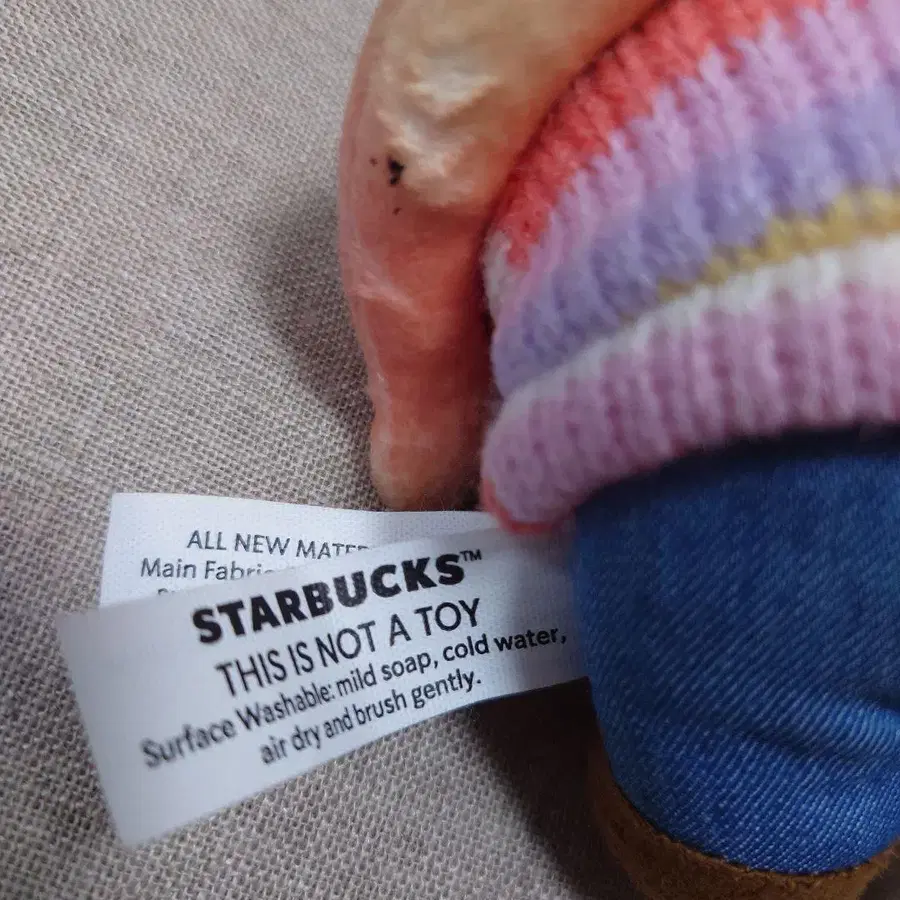 ALL NEW MATE
Main Fabri
STARBUCKS™
THIS IS NOT A TOY
Surface Washable: mild soap, cold water,
air dry and brush gently.